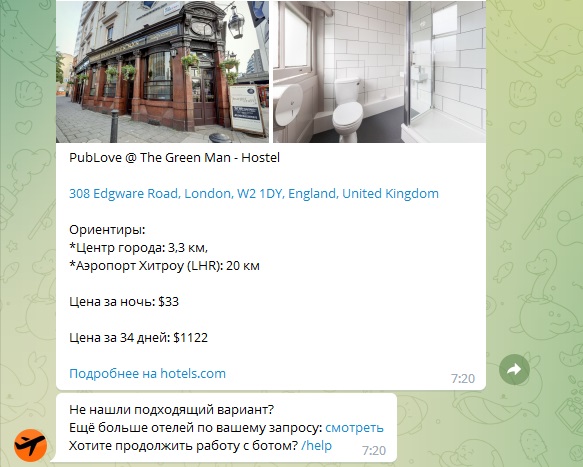 PubLove @ The Green Man - Hostel
308 Edgware Road, London, W2 1DY, England, United Kingdom
Ориентиры:
*Центр города: 3,3 км,
*Аэропорт Хитроу (LHR): 20 км
Цена за ночь: $33
Цена за 34 дней: $1122
Подробнее на hotels.com
7:20
Не нашли подходящий вариант?
Ещё больше отелей по вашему запросу: смотреть
Хотите продолжить работу с ботом? /help
7:20